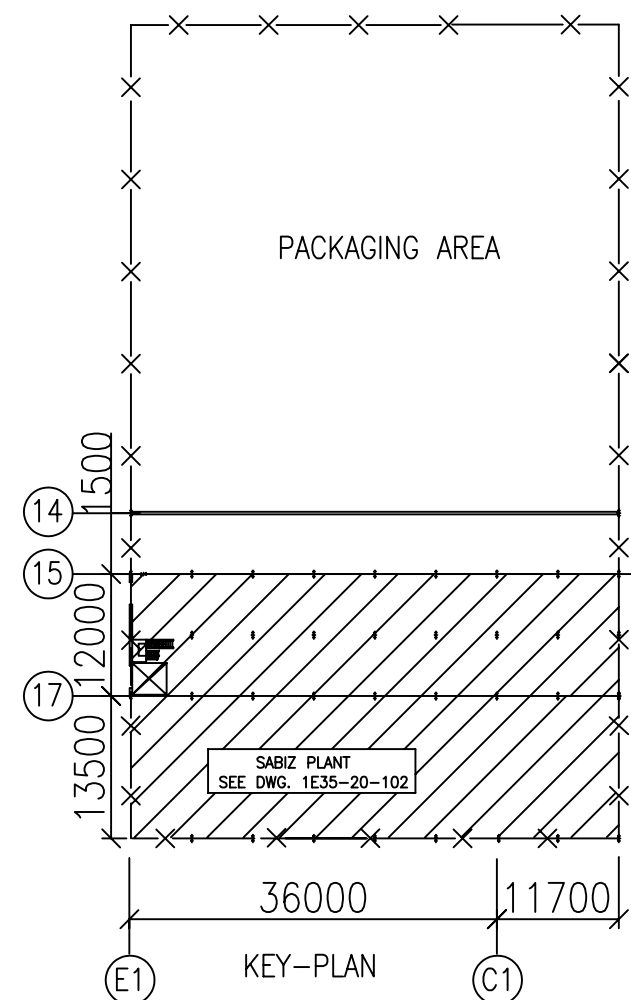 PACKAGING AREA
1500
14
15
12000
17
13500
SABIZ PLANT
SEE DWG. 1E35-20-102
36000
11700
KEY-PLAN
E1
C1